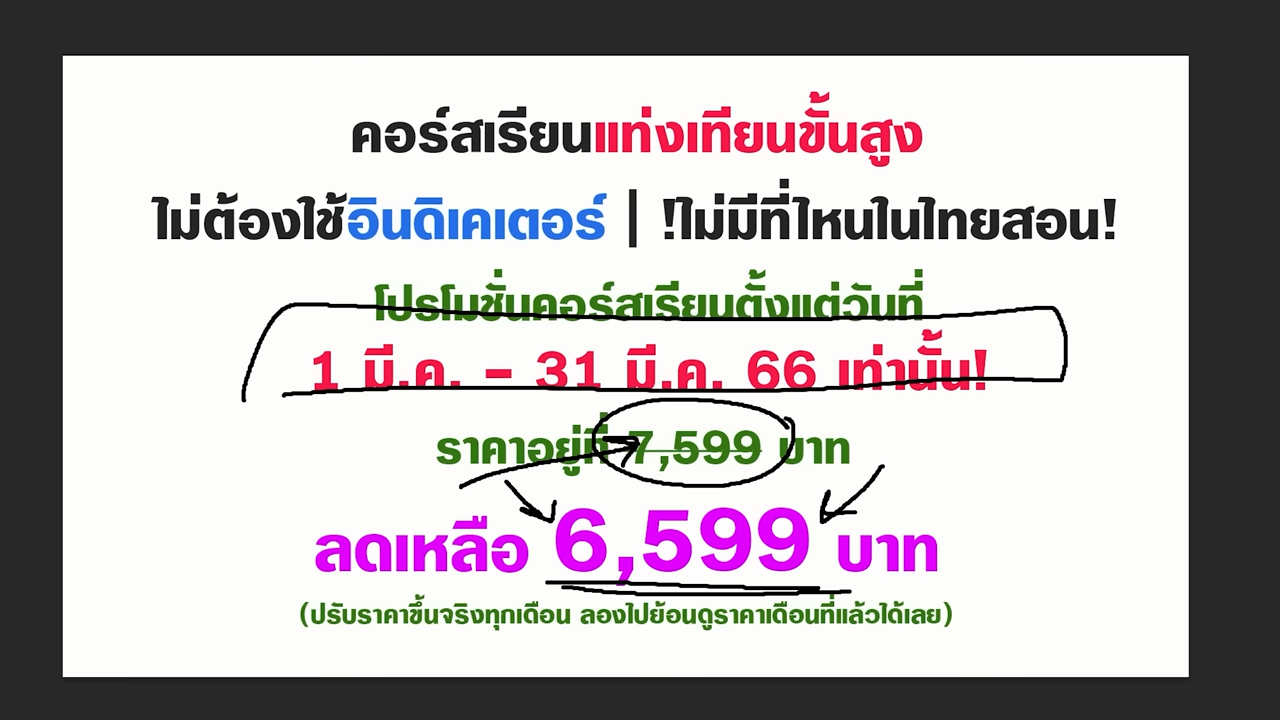 คอร์สเรียนแท่งเทียนขั้นสูง
ไม่ต้องใช้อินดิเคเตอร์ | !ไม่มีที่ไหนในไทยสอน!
โปรโมชั่นคอร์สเรียนตั้งแต่วันที่
1 มี.ค. – 31 มี.ค. 66 เท่านั้น!
ราคาอยู่ที่ 7,599 บาท
ลดเหลือ 6,599 บาท
(ปรับราคาขึ้นจริงทุกเดือน ลองไปย้อนดูราคาเดือนที่แล้วได้เลย)